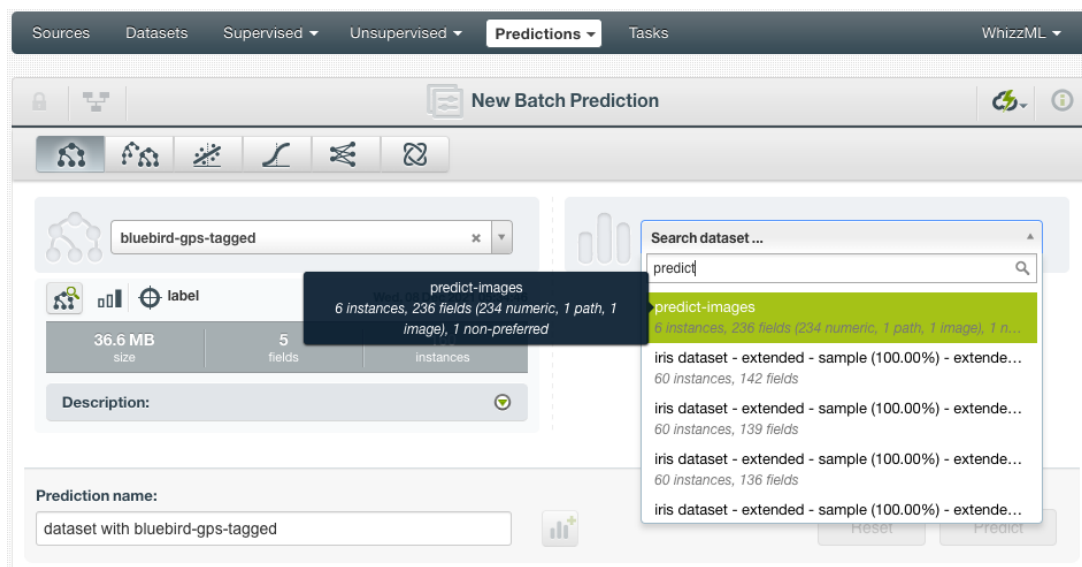 Sources Datasets Supervised Unsupervised Predictions Tasks WhizzML
New Batch Prediction
bluebird-gps-tagged
Search dataset ...
predict
label
predict-images
6 instances, 236 fields (234 numeric, 1 path, 1
image), 1 non-preferred
predict-images
6 instances, 236 fields (234 numeric, 1 path, 1 image), 1 n...
36.6 MB
size
5
fields
instances
iris dataset - extended - sample (100.00%) - extende...
60 instances, 142 fields
Description:
iris dataset - extended - sample (100.00%) - extende...
60 instances, 139 fields
iris dataset - extended - sample (100.00%) - extende...
60 instances, 136 fields
iris dataset - extended - sample (100.00%) - extende...
Prediction name:
dataset with bluebird-gps-tagged
Reset Predict